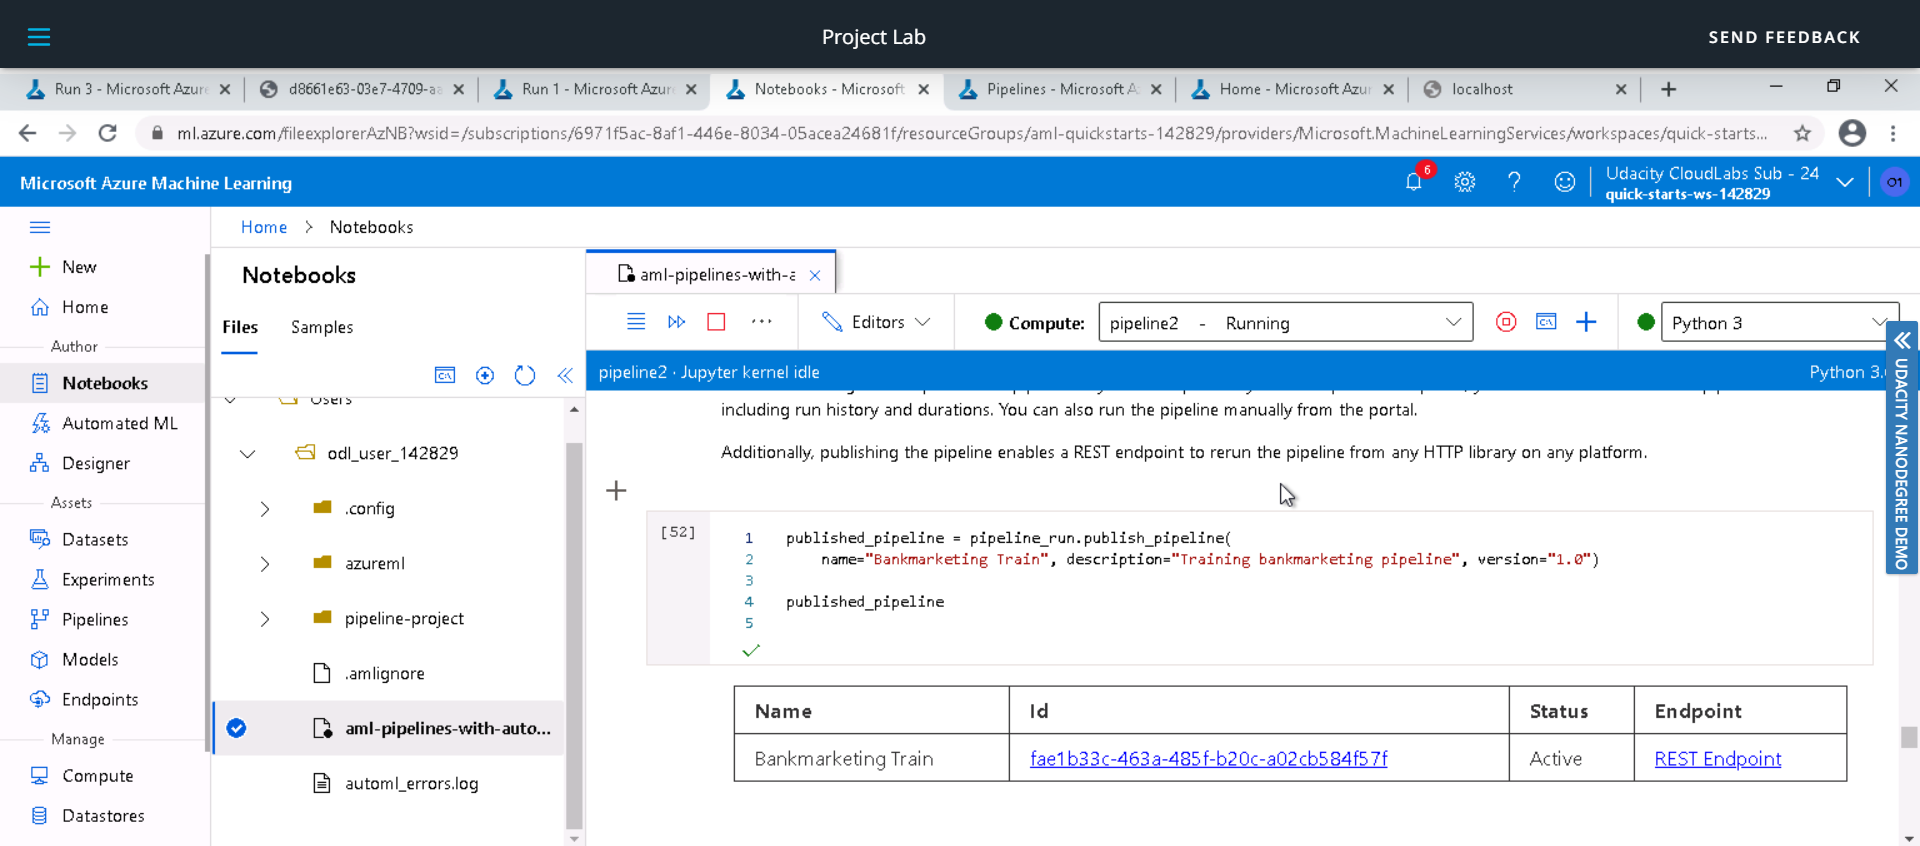 Project Lab
SEND FEEDBACK
Run 3 - Microsoft Azur
d8661e63-03e7-4709-aa
Run 1 - Microsoft Azur
Notebooks - Microsoft
Pipelines - Microsoft A
Home - Microsoft Azur
localhost
ml.azure.com/fileexplorerAzNB?wsid=/subscriptions/6971f5ac-8af1-446e-8034-05acea24681f/resourceGroups/aml-quickstarts-142829/providers/Microsoft.MachineLearningServices/workspaces/quick-starts...
Microsoft Azure Machine Learning
6
Udacity CloudLabs Sub - 24
quick-starts-ws-142829
O1
New
Home
Author
Notebooks
Automated ML
Designer
Assets
Datasets
Experiments
Pipelines
Models
Endpoints
Manage
Compute
Datastores
Home > Notebooks
Notebooks
Files
Samples
Users
odl_user_142829
.config
azureml
pipeline-project
.amlignore
aml-pipelines-with-auto...
automl_errors.log
aml-pipelines-with-a
Editors
Compute:
pipeline2 - Running
Python 3
pipeline2 · Jupyter kernel idle
Python 3.
UDACITY NANODEGREE DEMO
including run history and durations. You can also run the pipeline manually from the portal.
Additionally, publishing the pipeline enables a REST endpoint to rerun the pipeline from any HTTP library on any platform.
[52]
1 published_pipeline = pipeline_run.publish_pipeline(
2 name="Bankmarketing Train", description="Training bankmarketing pipeline", version="1.0")
3
4 published_pipeline
5
Name Id Status Endpoint
Bankmarketing Train fae1b33c-463a-485f-b20c-a02cb584f57f Active REST Endpoint